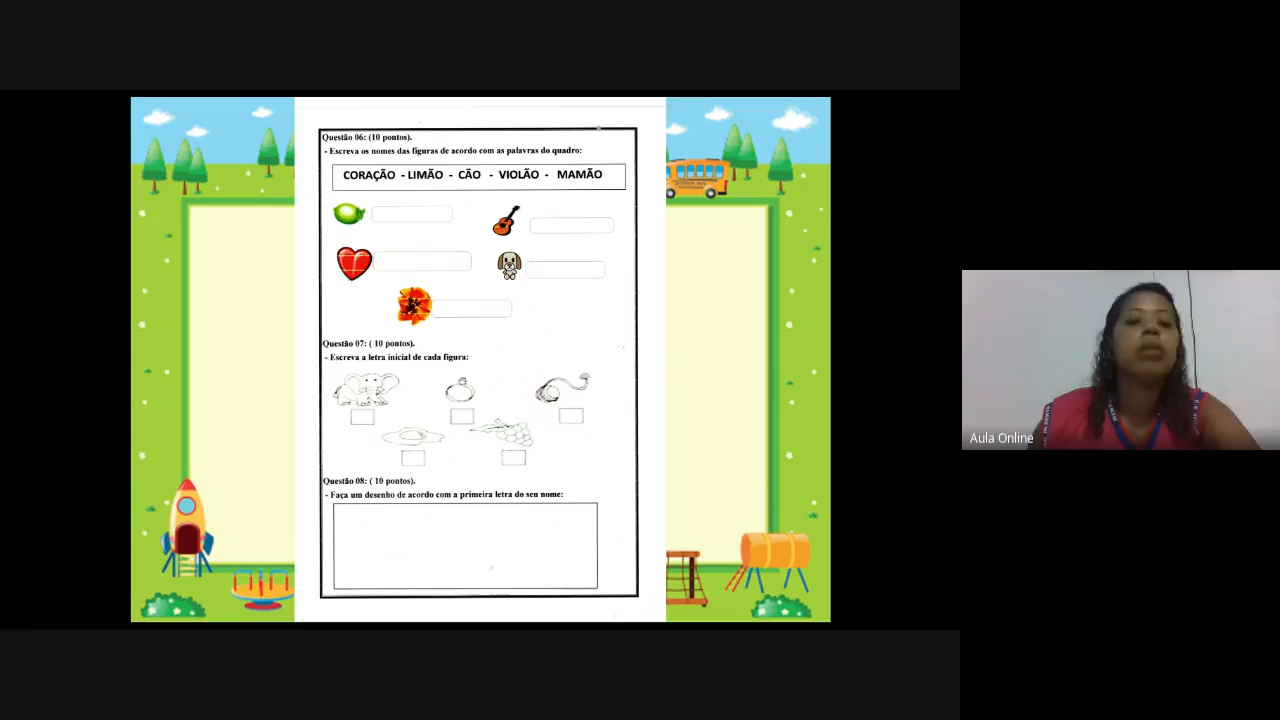 Questão 06: (10 pontos).
- Escreva os nomes das figuras de acordo com as palavras do quadro:
CORAÇÃO - LIMÃO - CÃO - VIOLÃO - MAMÃO
Questão 07: ( 10 pontos).
- Escreva a letra inicial de cada figura:
Questão 08: ( 10 pontos).
- Faça um desenho de acordo com a primeira letra do seu nome:
Aula Online